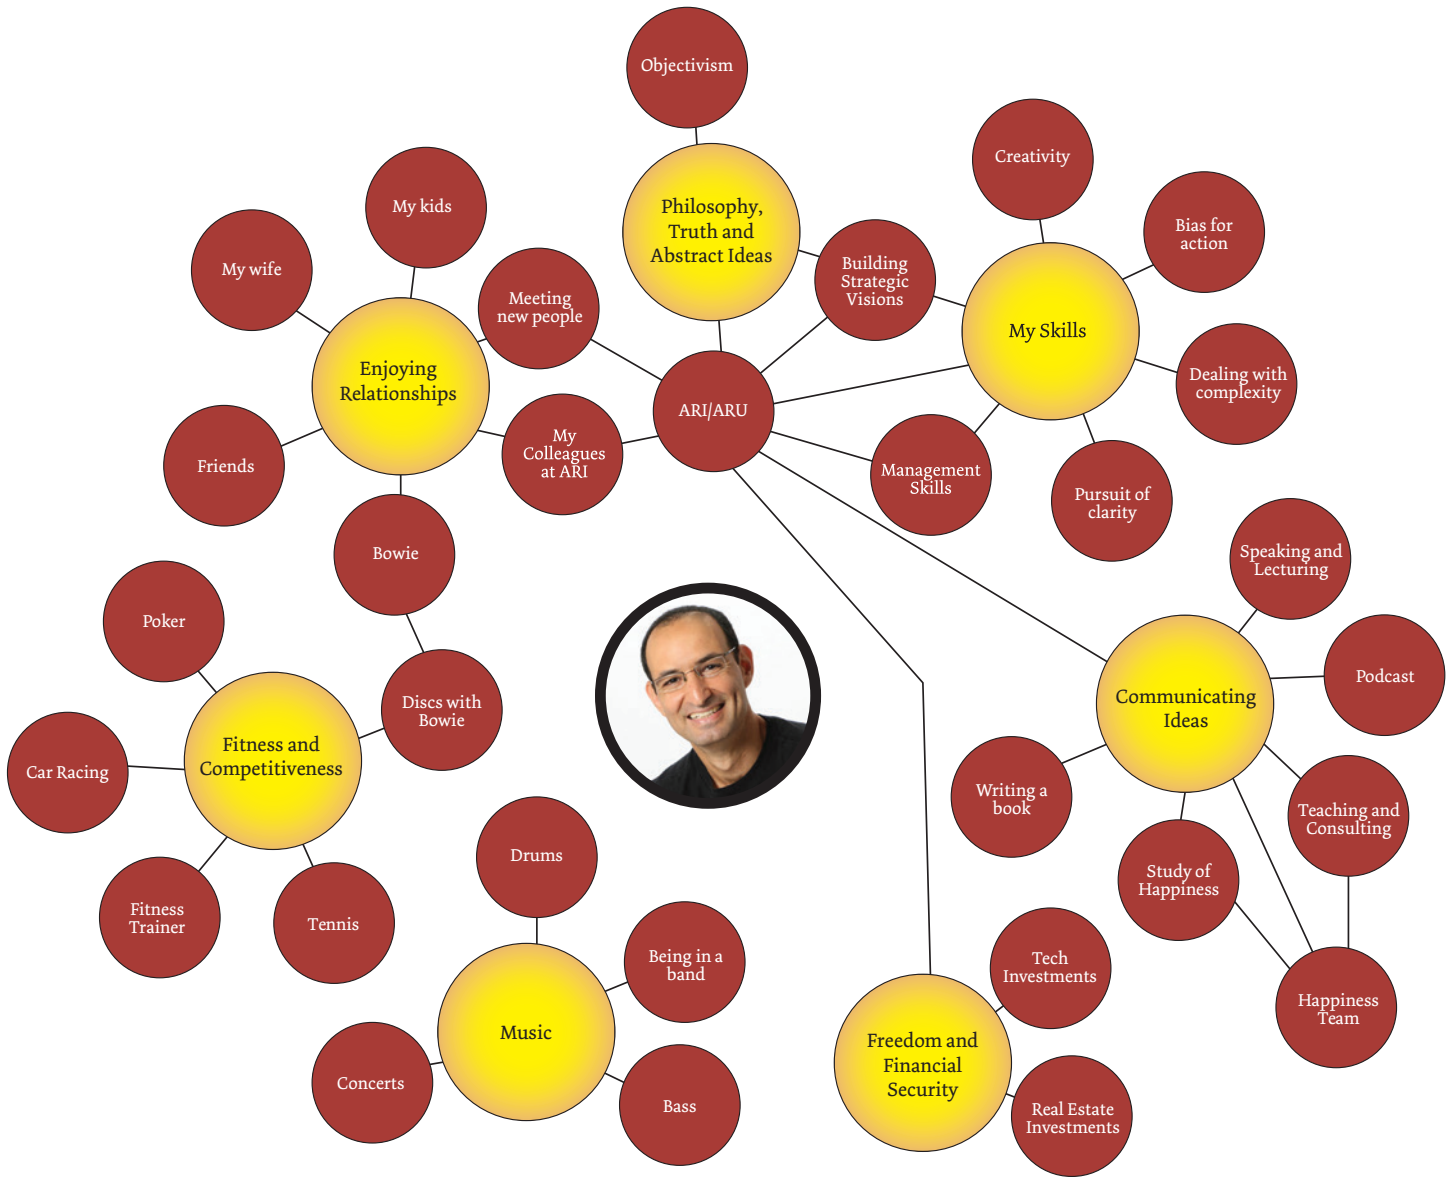 Objectivism
Philosophy,
Truth and
Abstract Ideas
Creativity
Bias for
action
My kids
My wife
Meeting
new people
Building
Strategic
Visions
My Skills
Enjoying
Relationships
Dealing with
complexity
ARI/ARU
Friends
My
Colleagues
at ARI
Management
Skills
Pursuit of
clarity
Bowie
Speaking and
Lecturing
Poker
Podcast
Discs with
Bowie
Communicating
Ideas
Fitness and
Competitiveness
Car Racing
Writing a
book
Teaching and
Consulting
Drums
Study of
Happiness
Fitness
Trainer
Tennis
Being in a
band
Tech
Investments
Happiness
Team
Music
Freedom and
Financial
Security
Concerts
Bass
Real Estate
Investments